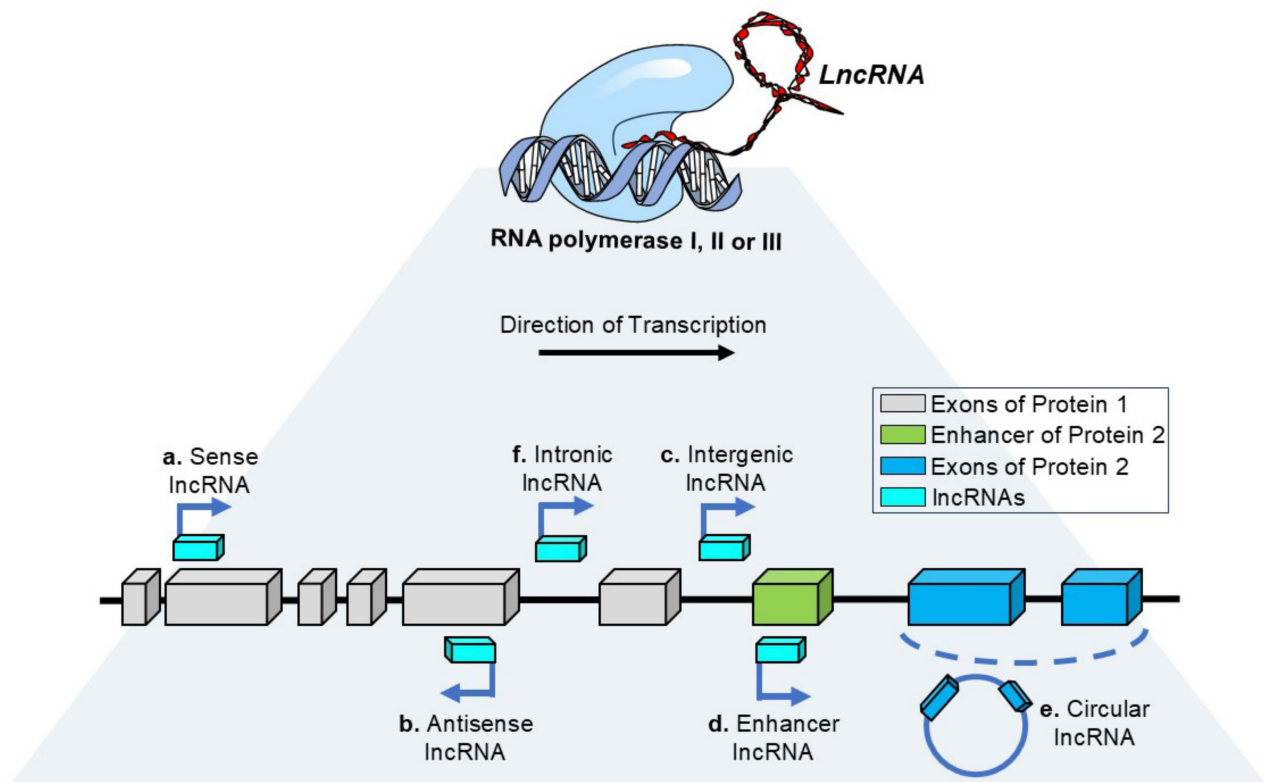 LncRNA
RNA polymerase I, II or III
Direction of Transcription
Exons of Protein 1
Enhancer of Protein 2
Exons of Protein 2
lncRNAs
a. Sense
lncRNA
f. Intronic
lncRNA
c. Intergenic
lncRNA
b. Antisense
lncRNA
d. Enhancer
lncRNA
e. Circular
lncRNA